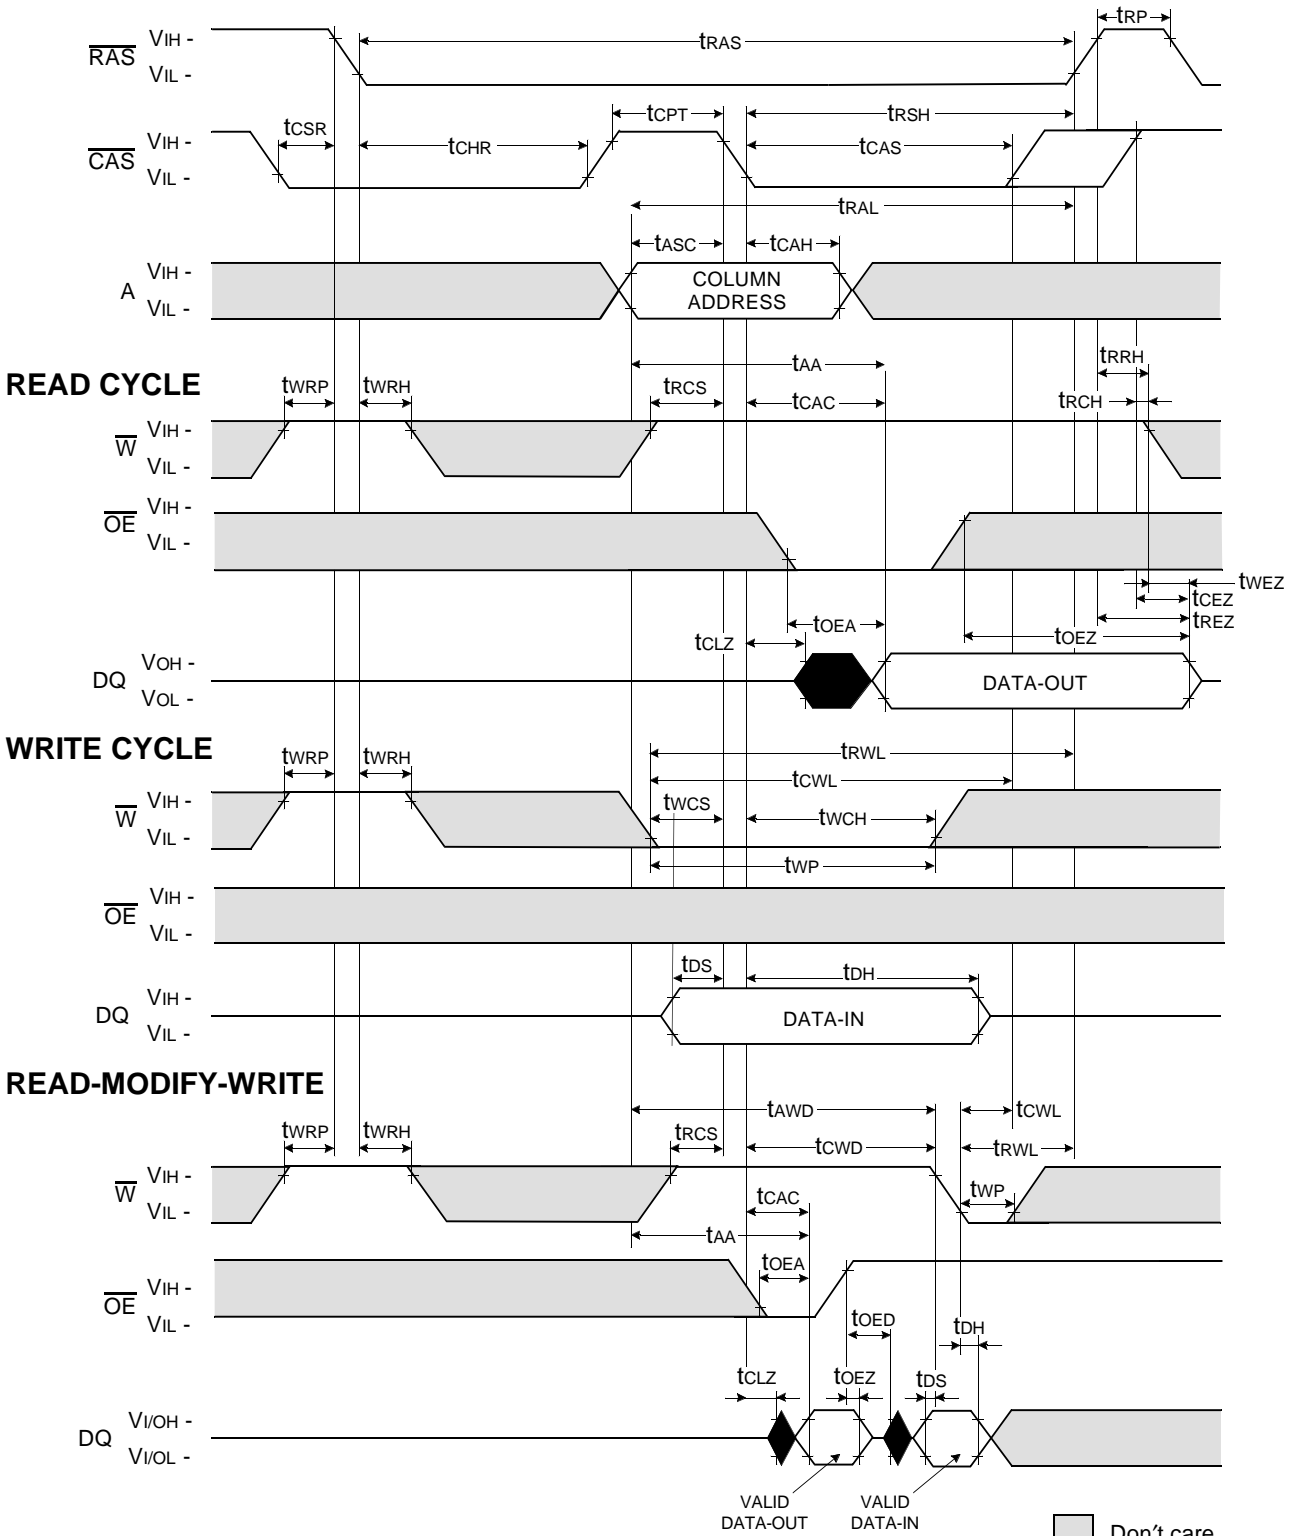 tRP
RAS
VIH -
VIL -
tRAS
CAS
VIH -
VIL -
tCSR
tCHR
tCPT
tRSH
tCAS
tRAL
A
VIH -
VIL -
tASC
tCAH
COLUMN
ADDRESS
READ CYCLE
tAA
tRRH
tWRP
tWRH
tRCS
tCAC
tRCH
W
VIH -
VIL -
OE
VIH -
VIL -
tWEZ
tCEZ
tREZ
tOEA
tOEZ
tCLZ
DQ
VOH -
VOL -
DATA-OUT
WRITE CYCLE
tWRP
tWRH
tRWL
tCWL
W
VIH -
VIL -
tWCS
tWCH
tWP
OE
VIH -
VIL -
tDS
tDH
DQ
VIH -
VIL -
DATA-IN
READ-MODIFY-WRITE
tAWD
tCWL
tWRP
tWRH
tRCS
tCWD
tRWL
W
VIH -
VIL -
tCAC
tWP
tAA
OE
VIH -
VIL -
tOEA
tOED
tDH
tCLZ
tOEZ
tDS
DQ
VI/OH -
VI/OL -
VALID
DATA-OUT
VALID
DATA-IN
Don't care